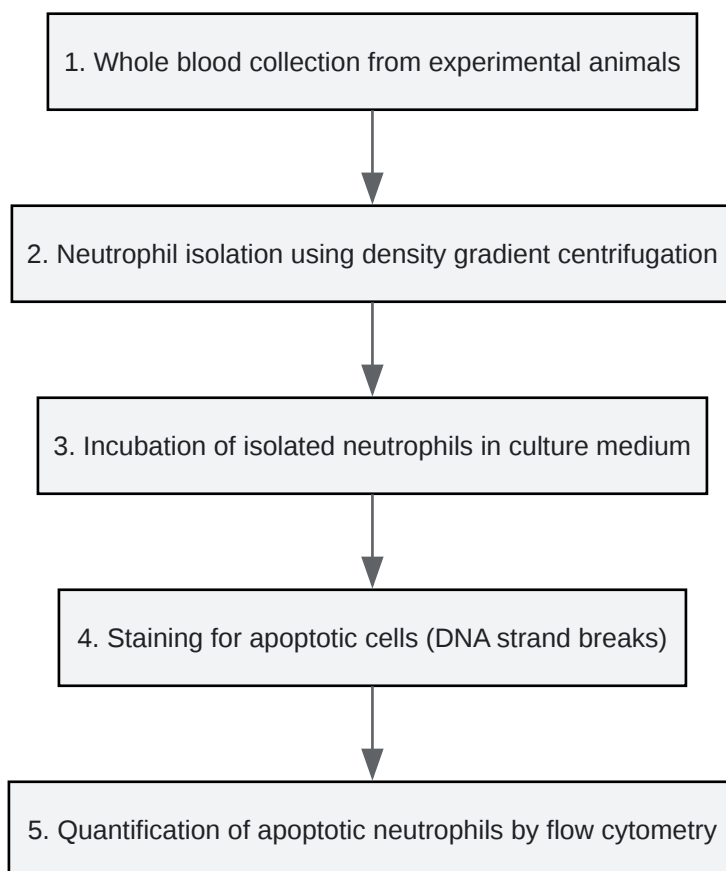 1. Whole blood collection from experimental animals
2. Neutrophil isolation using density gradient centrifugation
3. Incubation of isolated neutrophils in culture medium
4. Staining for apoptotic cells (DNA strand breaks)
5. Quantification of apoptotic neutrophils by flow cytometry